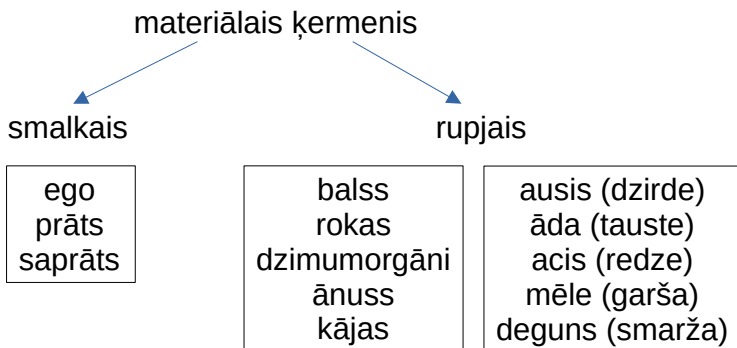 materiālais ķermenis
smalkais
rupjais
ego
prāts
saprāts
balss
rokas
dzimumorgāni
ānuss
kājas
ausis (dzirde)
āda (tauste)
acis (redze)
mēle (garša)
deguns (smarža)